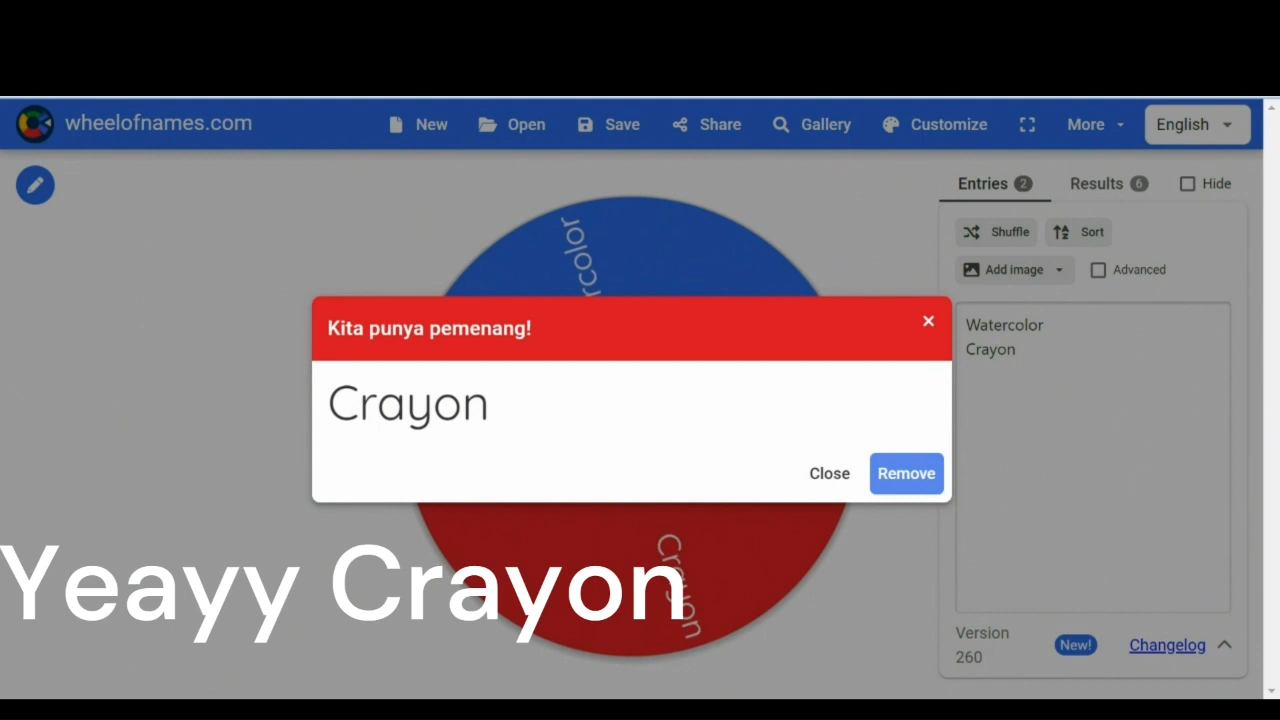 wheelofnames.com
New
Open
Save
Share
Gallery
Customize
More
English
Entries 2
Results 6
Hide
Shuffle
Sort
Add image
Advanced
Watercolor
Crayon
rcolor
Kita punya pemenang!
×
Crayon
Close
Remove
Crayon
Yeayy Crayon
Version
260
New!
Changelog